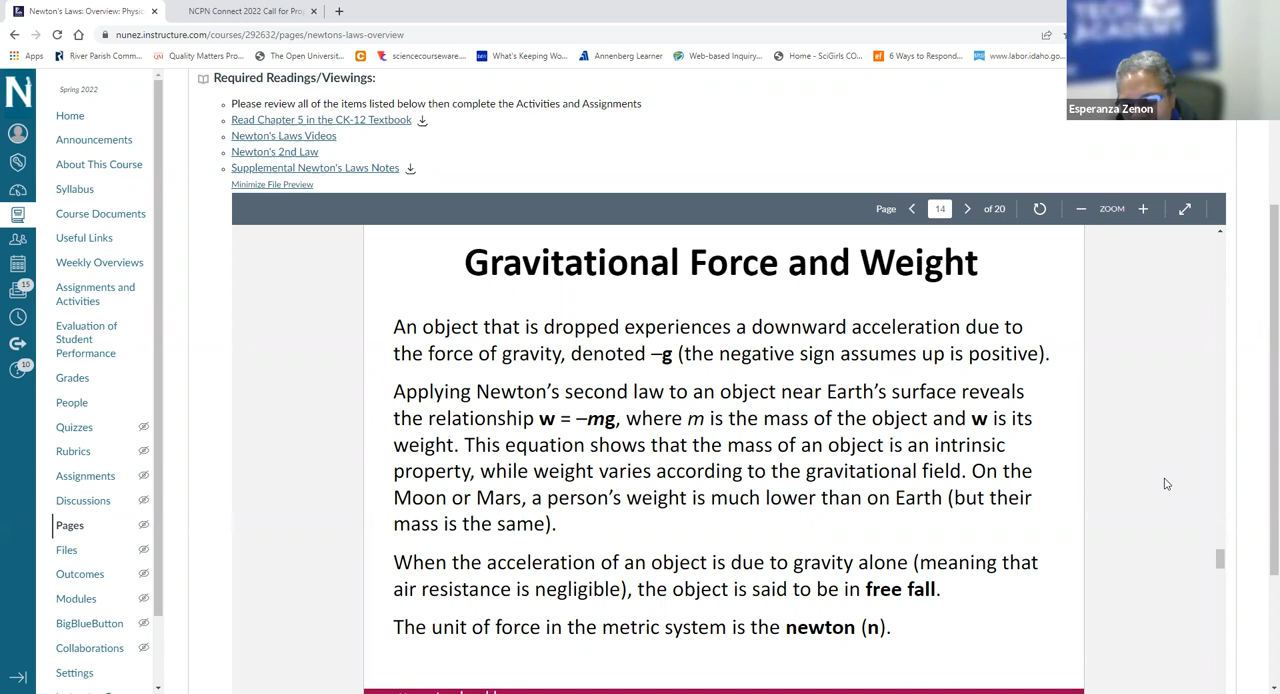 Newton's Laws: Overview: Physi
NCPN Connect 2022 Call for Pro
nunez.instructure.com/courses/292632/pages/newtons-laws-overview
Apps
River Parish Comm...
Quality Matters Pro...
The Open Universit...
sciencecourseware...
What's Keeping Wo...
Annenberg Learner
Web-based Inquiry...
Home - SciGirls CO...
6 Ways to Respond...
www.labor.idaho.go...
TECH
ACADEMY
Esperanza Zenon
N
15
10
Spring 2022
Home
Announcements
About This Course
Syllabus
Course Documents
Useful Links
Weekly Overviews
Assignments and
Activities
Evaluation of
Student
Performance
Grades
People
Quizzes
Rubrics
Assignments
Discussions
Pages
Files
Outcomes
Modules
BigBlueButton
Collaborations
Settings
Required Readings/Viewings:
Please review all of the items listed below then complete the Activities and Assignments
Read Chapter 5 in the CK-12 Textbook
Newton's Laws Videos
Newton's 2nd Law
Supplemental Newton's Laws Notes
Minimize File Preview
Page 14 of 20 ZOOM
Gravitational Force and Weight
An object that is dropped experiences a downward acceleration due to
the force of gravity, denoted –g (the negative sign assumes up is positive).
Applying Newton's second law to an object near Earth's surface reveals
the relationship w = –mg, where m is the mass of the object and w is its
weight. This equation shows that the mass of an object is an intrinsic
property, while weight varies according to the gravitational field. On the
Moon or Mars, a person's weight is much lower than on Earth (but their
mass is the same).
When the acceleration of an object is due to gravity alone (meaning that
air resistance is negligible), the object is said to be in free fall.
The unit of force in the metric system is the newton (n).